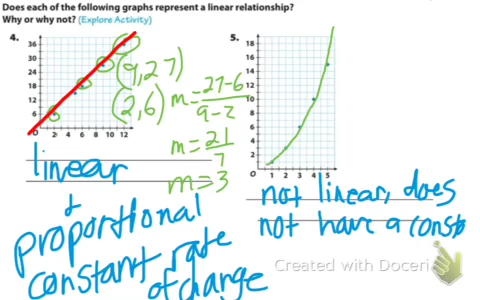 Does each of the following graphs represent a linear relationship?
Why or why not? (Explore Activity)
4.
36
30
24
18
12
6
O 2 4 6 8 10 12
(9,27)
(2,6)
m=27-6
9-2
m=21
7
m=3
linear
+
proportional
constant rate
of change
5.
18
16
14
12
10
8
6
4
2
O 1 2 3 4 5
not linear, does
not have a const
Created with Doceri